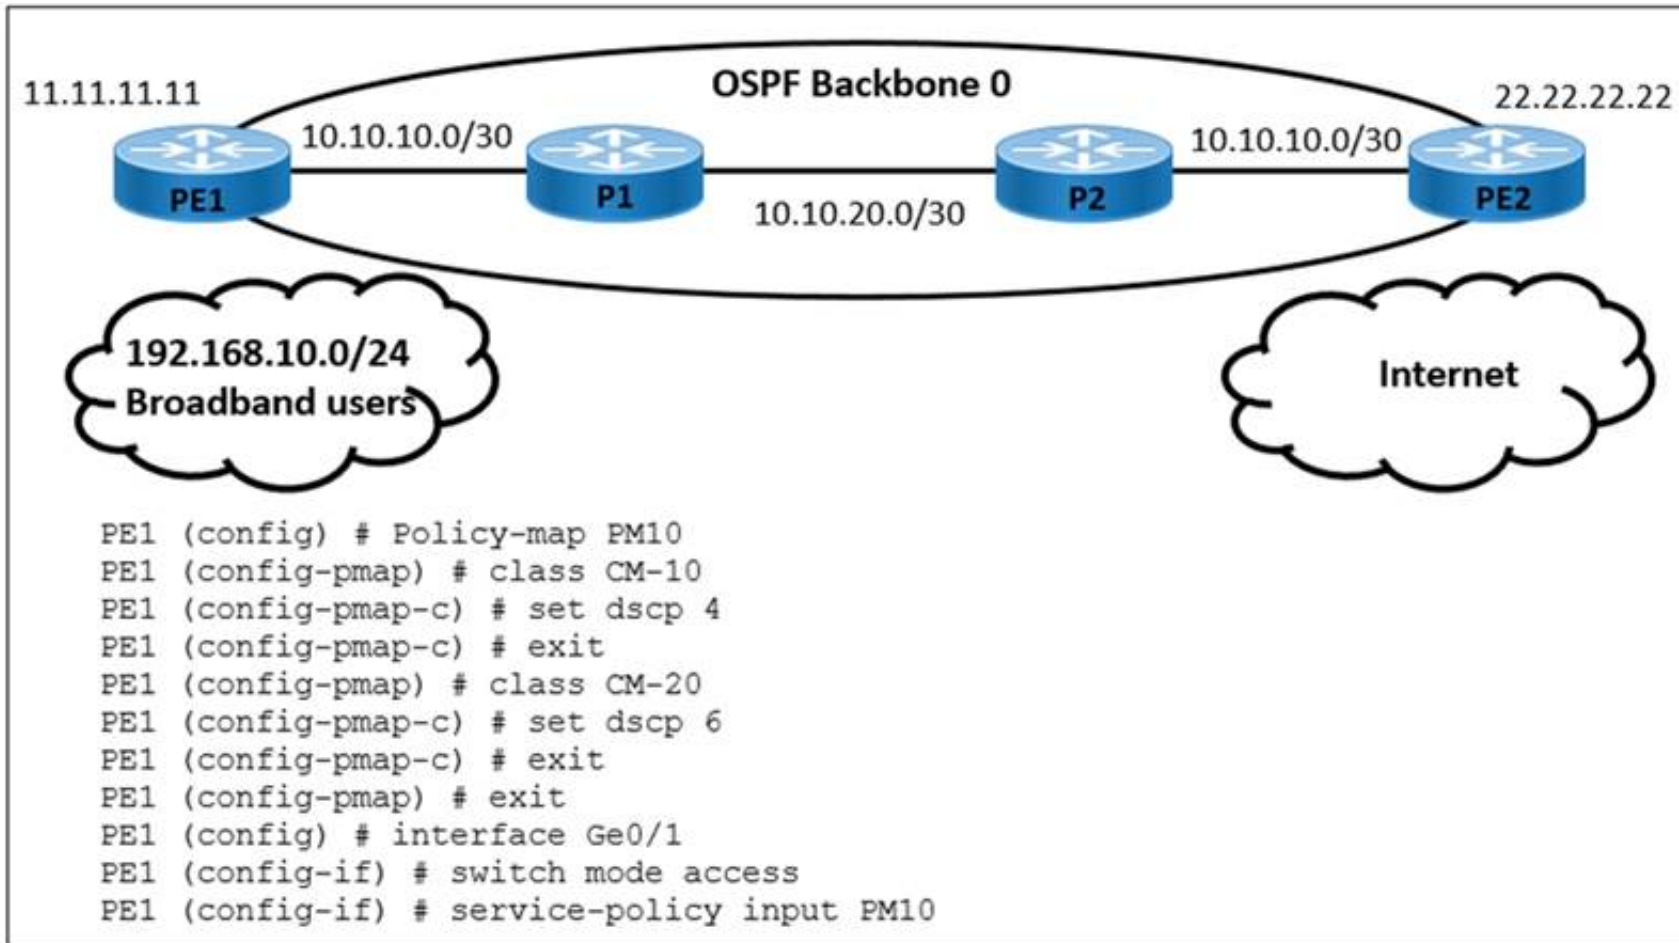 OSPF Backbone 0
11.11.11.11
22.22.22.22
10.10.10.0/30
10.10.10.0/30
PE1
P1
P2
PE2
10.10.20.0/30
192.168.10.0/24
Broadband users
Internet
PE1 (config) # Policy-map PM10
PE1 (config-pmap) # class CM-10
PE1 (config-pmap-c) # set dscp 4
PE1 (config-pmap-c) # exit
PE1 (config-pmap) # class CM-20
PE1 (config-pmap-c) # set dscp 6
PE1 (config-pmap-c) # exit
PE1 (config-pmap) # exit
PE1 (config) # interface Ge0/1
PE1 (config-if) # switch mode access
PE1 (config-if) # service-policy input PM10